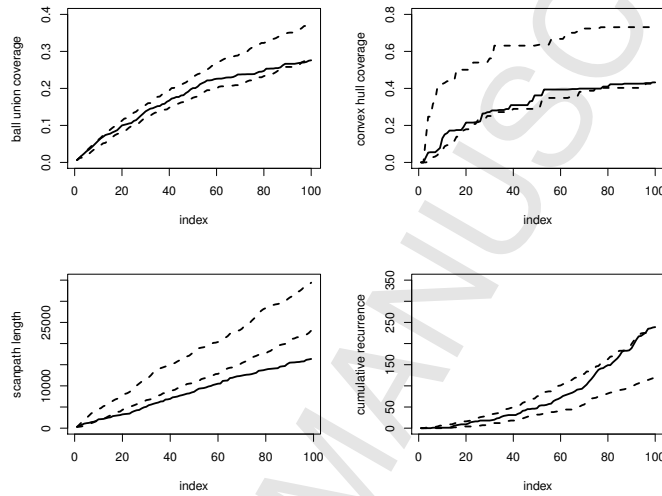 ball union coverage
0.0 0.1 0.2 0.3 0.4
0 20 40 60 80 100
index
convex hull coverage
0.0 0.2 0.4 0.6 0.8
0 20 40 60 80 100
index
scanpath length
0 10000 25000
0 20 40 60 80 100
index
cumulative recurrence
0 50 150 250 350
0 20 40 60 80 100
index
MANUSC